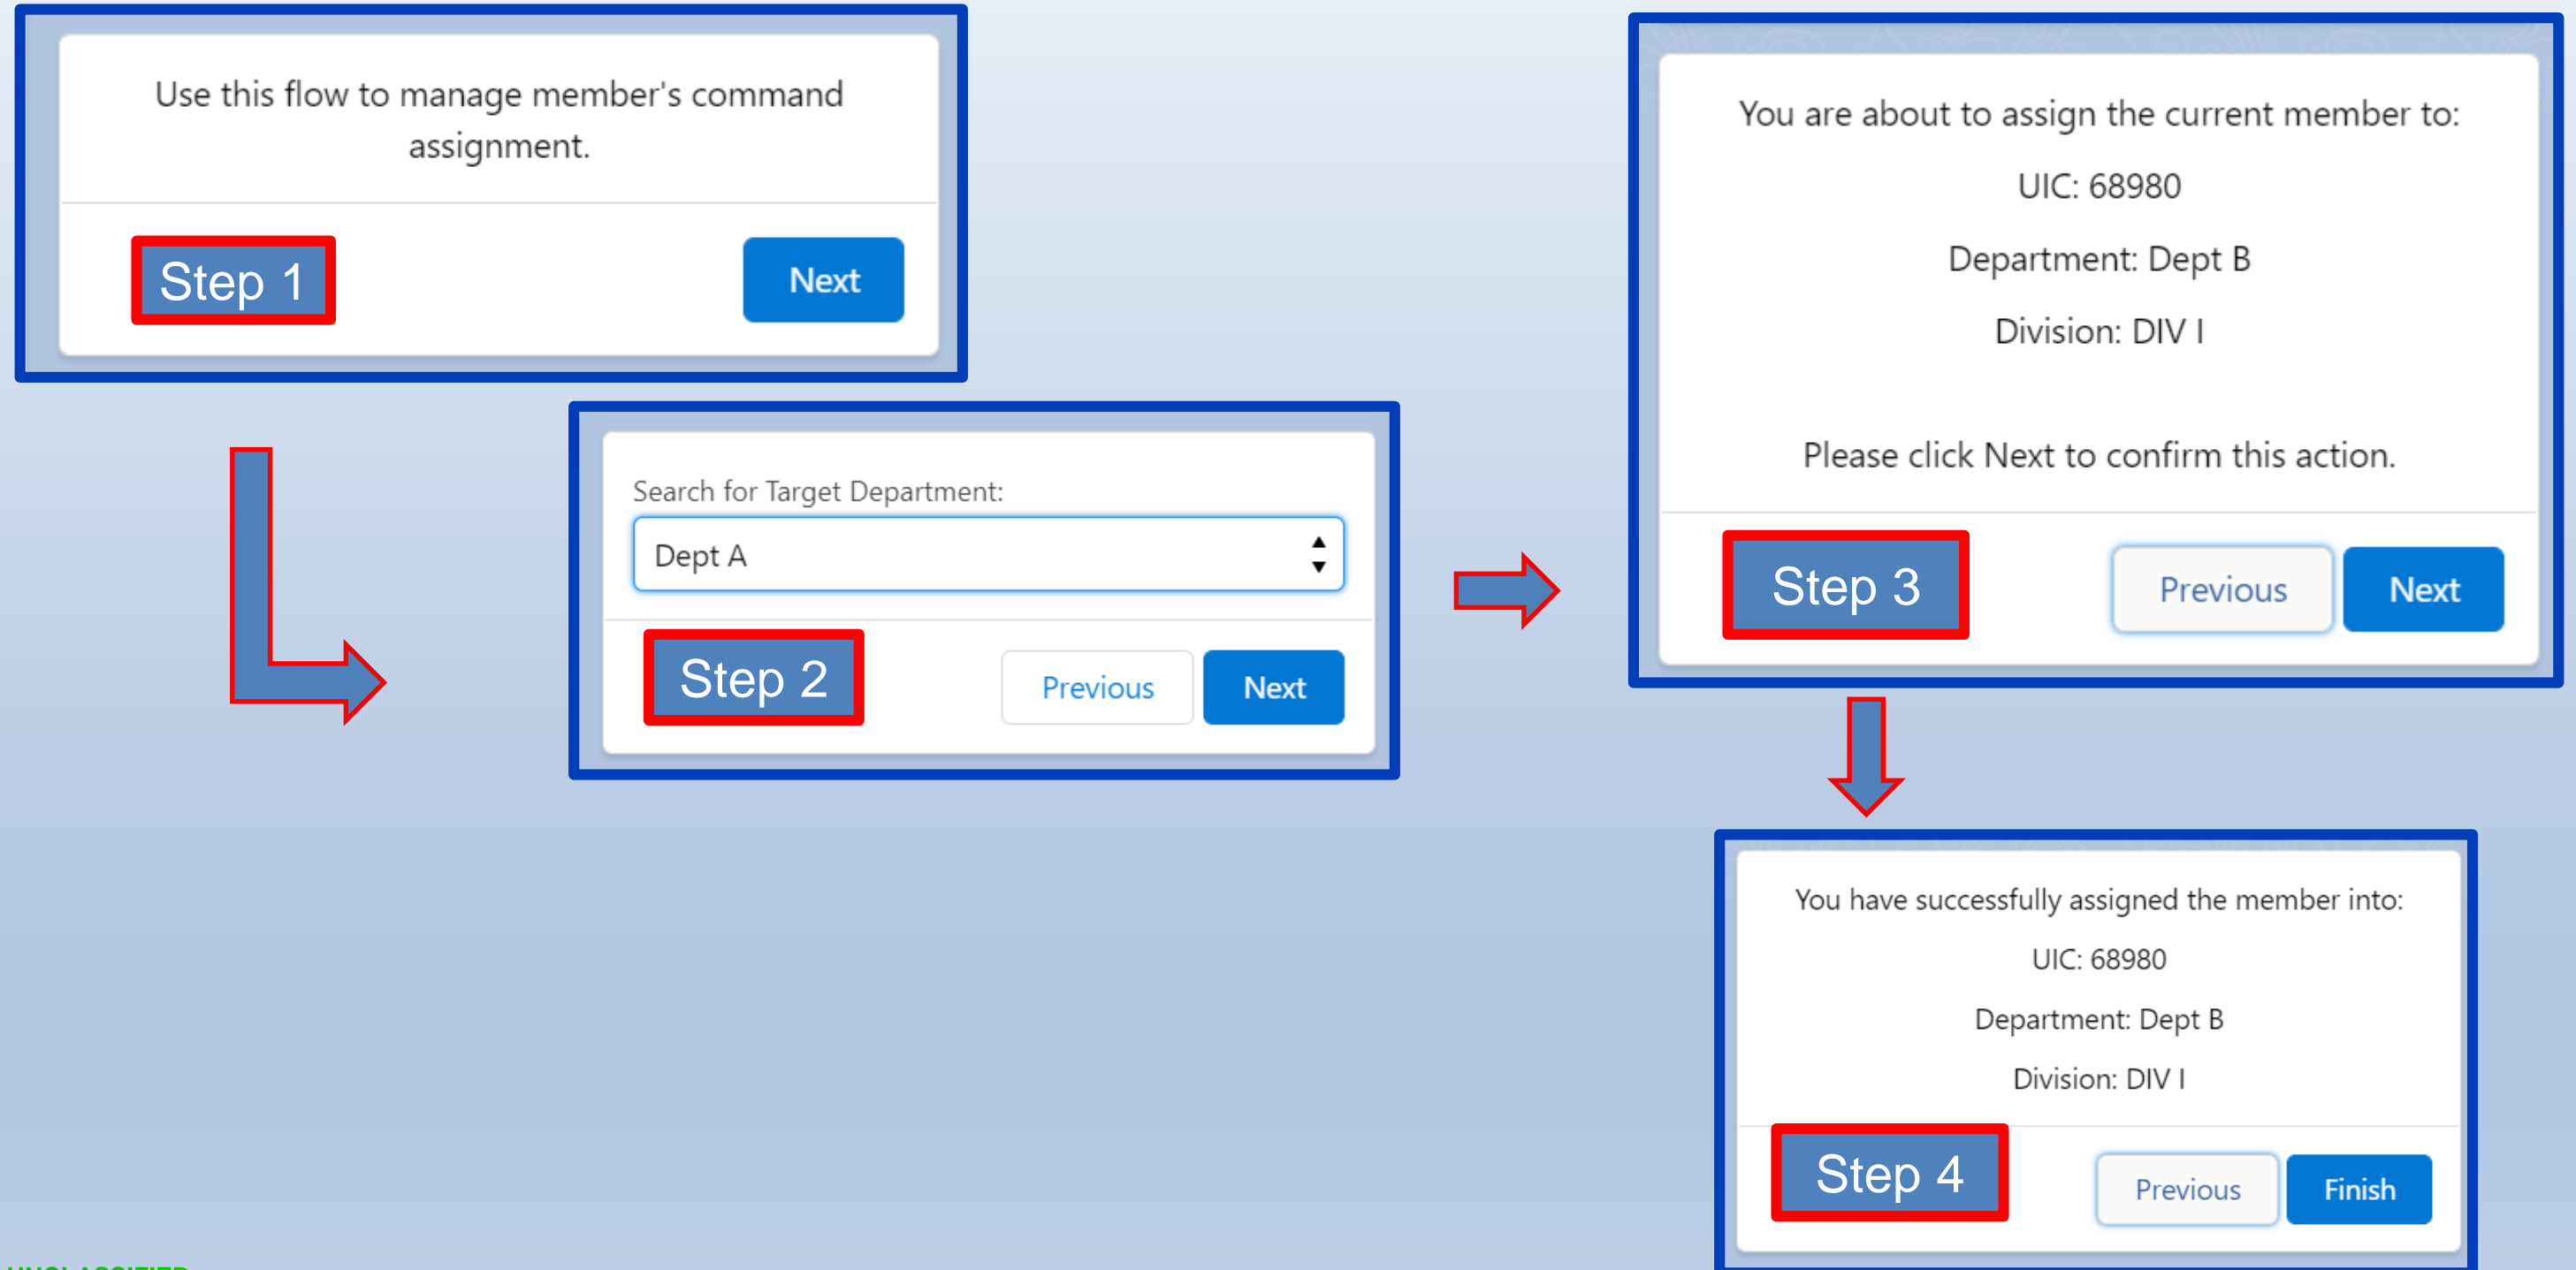 Use this flow to manage member's command
assignment.
Step 1
Next
Search for Target Department:
Dept A
Step 2
Previous
Next
You are about to assign the current member to:
UIC: 68980
Department: Dept B
Division: DIV I
Please click Next to confirm this action.
Step 3
Previous
Next
You have successfully assigned the member into:
UIC: 68980
Department: Dept B
Division: DIV I
Step 4
Previous
Finish
UNCLASSIFIED